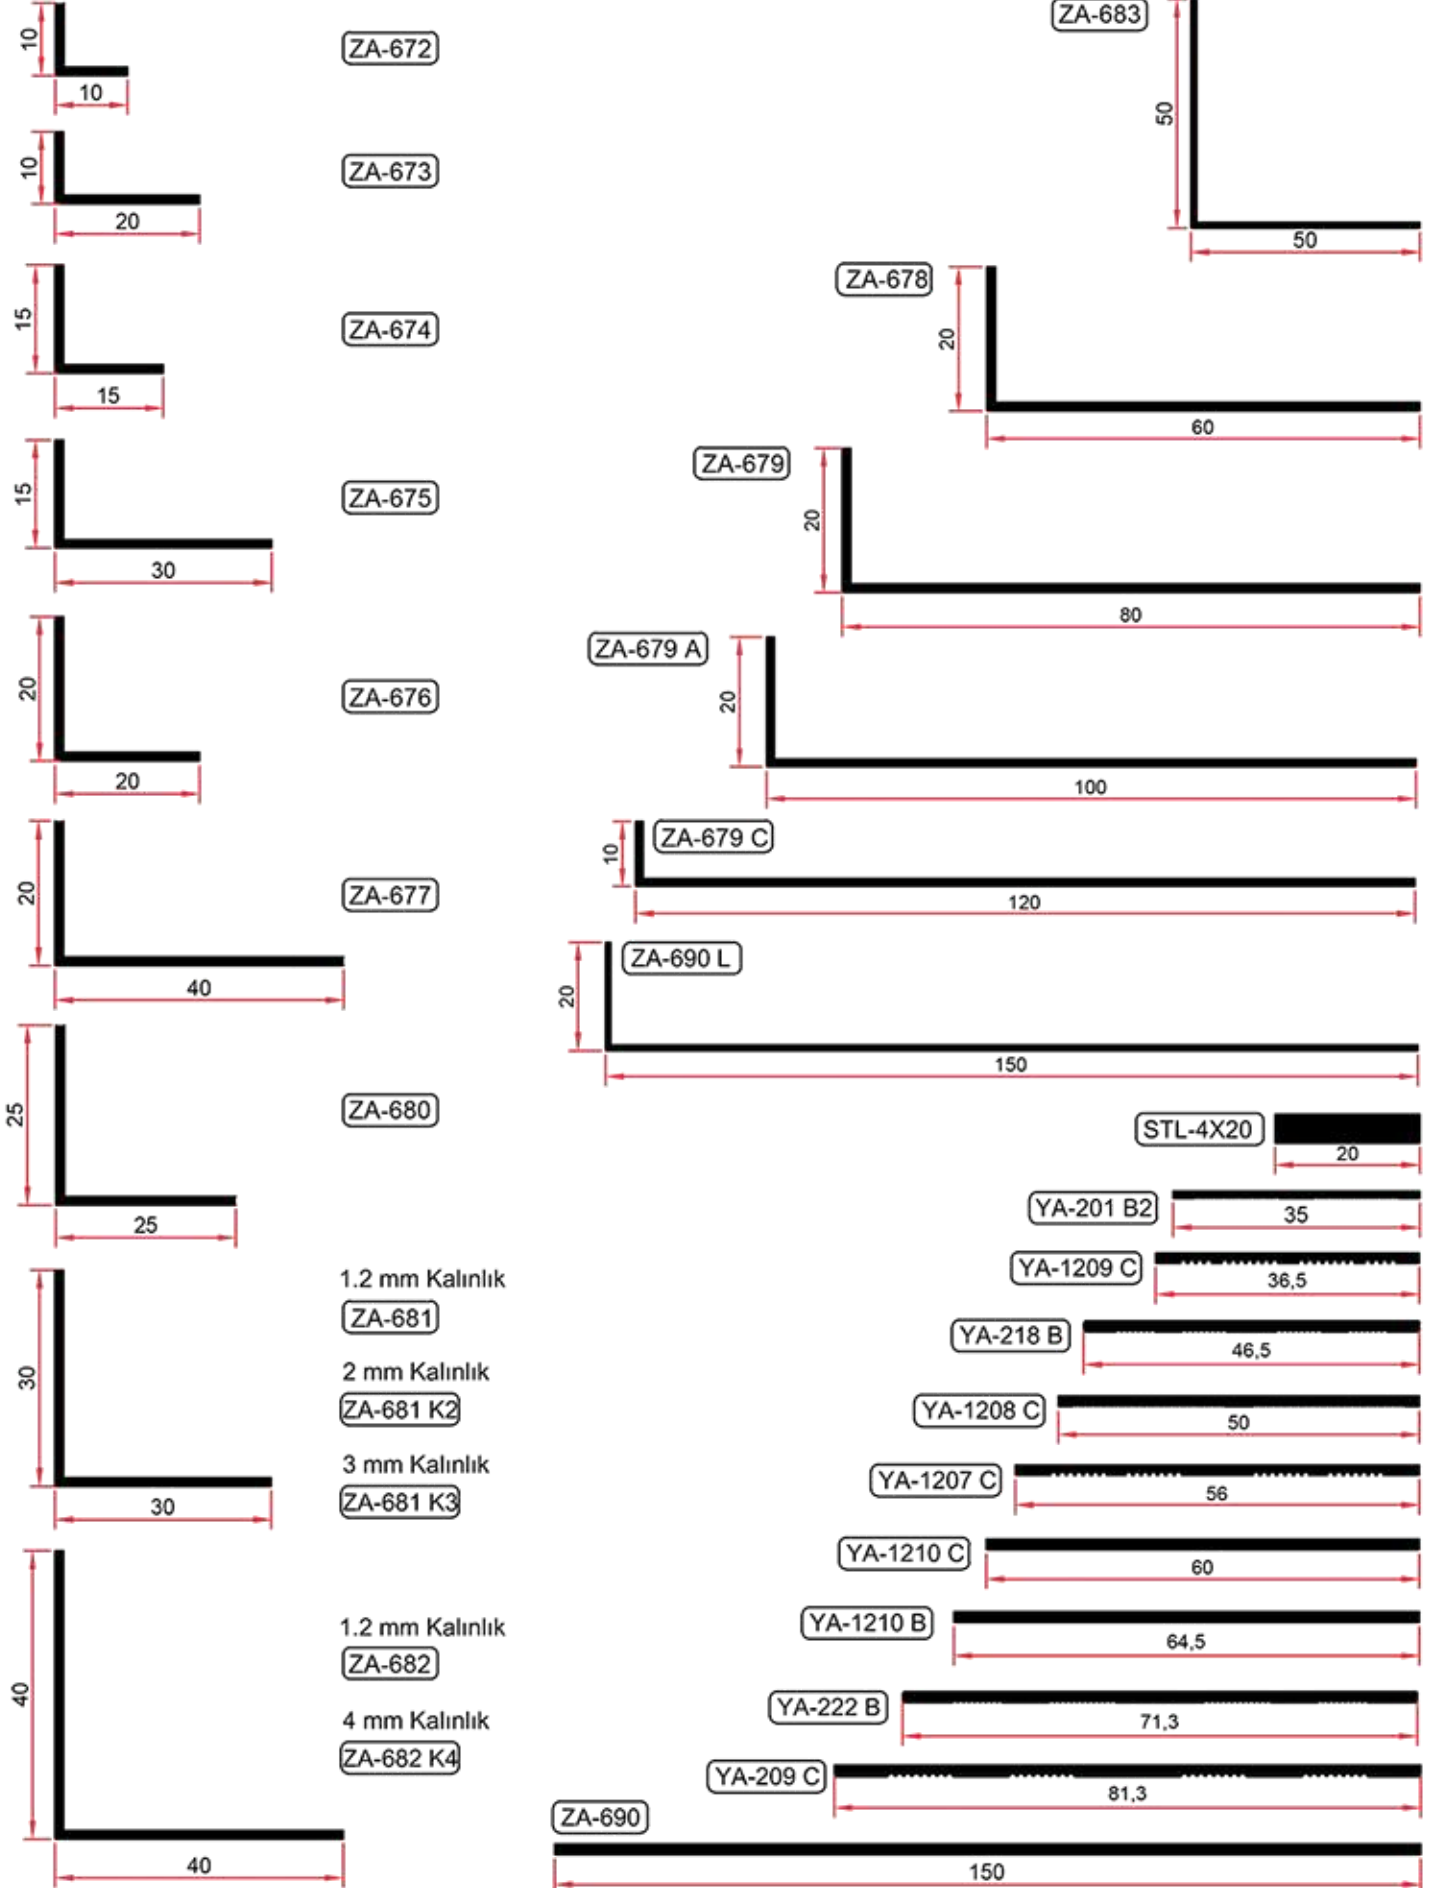 10
10
ZA-672
10
20
ZA-673
15
15
ZA-674
15
30
ZA-675
20
20
ZA-676
20
40
ZA-677
25
25
ZA-680
30
30
1.2 mm Kalınlık
ZA-681
2 mm Kalınlık
ZA-681 K2
3 mm Kalınlık
ZA-681 K3
40
40
1.2 mm Kalınlık
ZA-682
4 mm Kalınlık
ZA-682 K4
ZA-683
50
50
ZA-678
20
60
ZA-679
20
80
ZA-679 A
20
100
ZA-679 C
10
120
ZA-690 L
20
150
STL-4X20
20
YA-201 B2
35
YA-1209 C
36,5
YA-218 B
46,5
YA-1208 C
50
YA-1207 C
56
YA-1210 C
60
YA-1210 B
64,5
YA-222 B
71,3
YA-209 C
81,3
ZA-690
150